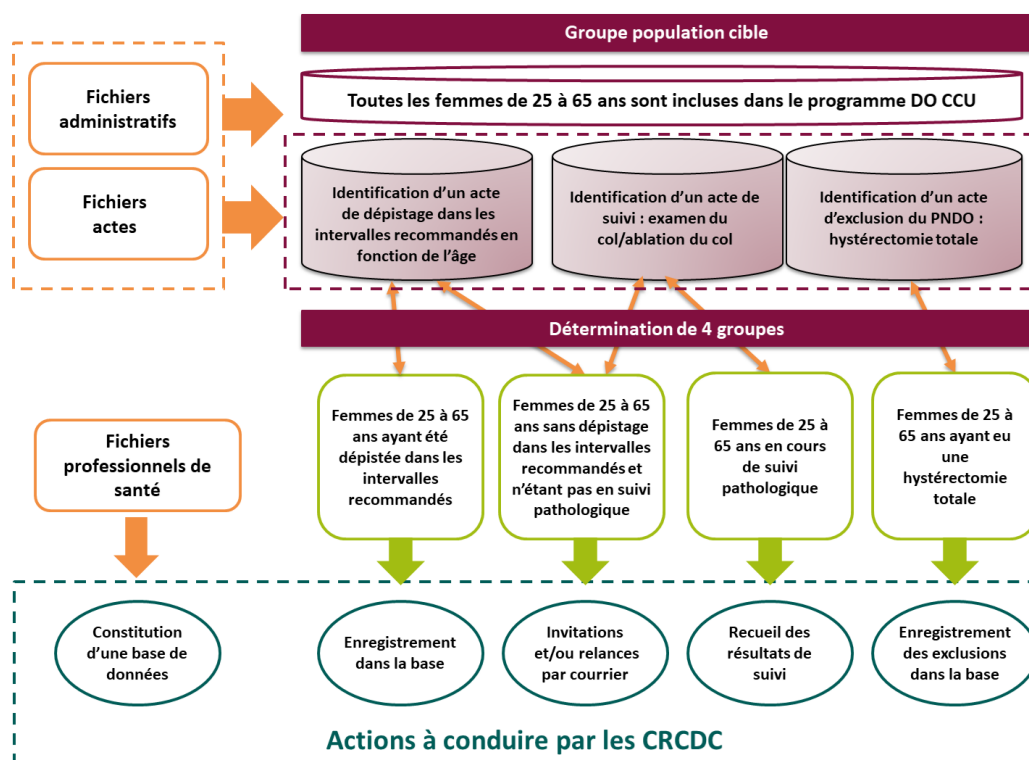 Groupe population cible
Fichiers
administratifs
Toutes les femmes de 25 à 65 ans sont incluses dans le programme DO CCU
Fichiers
actes
Identification d'un acte
de dépistage dans les
intervalles recommandés en
fonction de l'âge
Identification d'un acte de
suivi : examen du
col/ablation du col
Identification d'un acte
d'exclusion du PNDO :
hystérectomie totale
Détermination de 4 groupes
Fichiers
professionnels de
santé
Femmes de 25 à 65
ans ayant été
dépistée dans les
intervalles
recommandés
Femmes de 25 à 65
ans sans dépistage
dans les intervalles
recommandés et
n'étant pas en suivi
pathologique
Femmes de 25 à
65 ans en cours
de suivi
pathologique
Femmes de 25 à
65 ans ayant eu
une
hystérectomie
totale
Constitution
d'une base de
données
Enregistrement
dans la base
Invitations
et/ou relances
par courrier
Recueil des
résultats de
suivi
Enregistrement
des exclusions
dans la base
Actions à conduire par les CRCDC